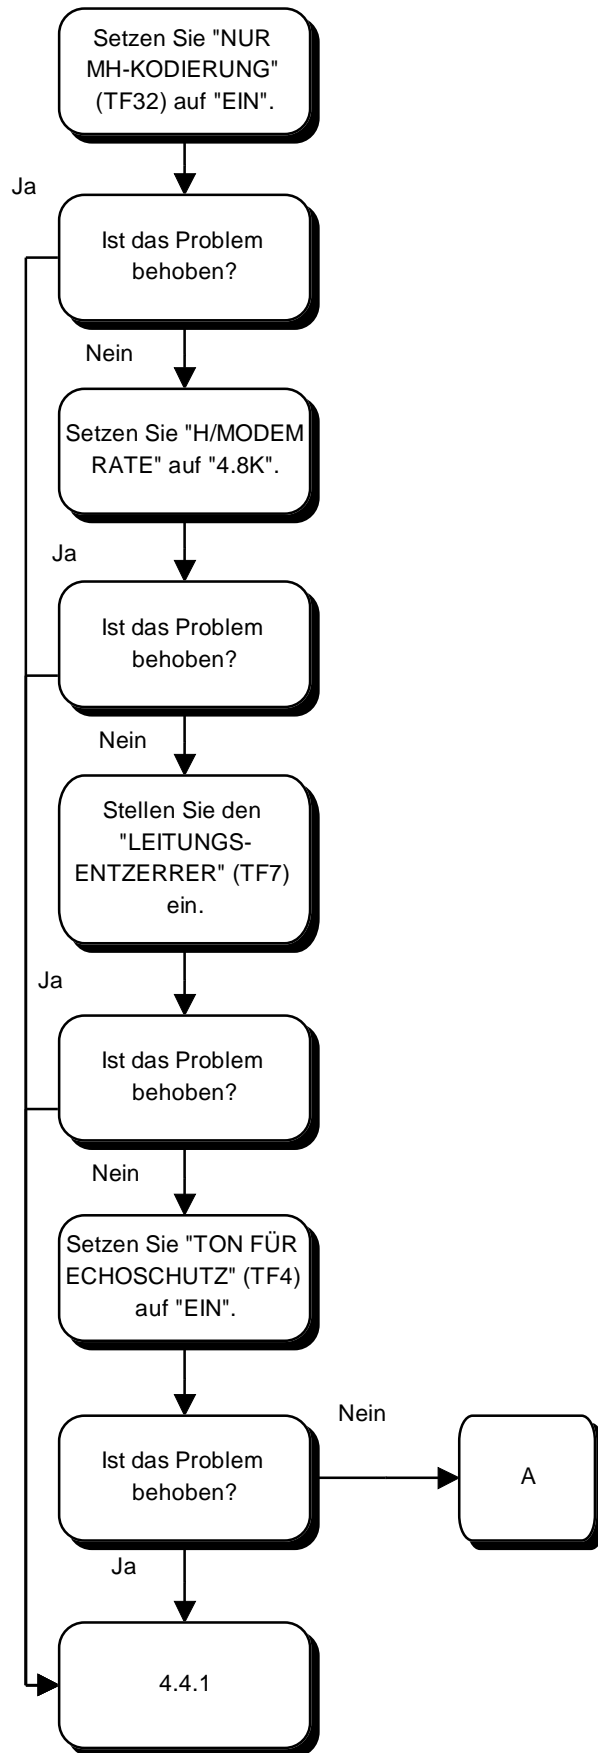 Setzen Sie "NUR
MH-KODIERUNG"
(TF32) auf "EIN".
Ja
Ist das Problem
behoben?
Nein
Setzen Sie "H/MODEM
RATE" auf "4.8K".
Ja
Ist das Problem
behoben?
Nein
Stellen Sie den
"LEITUNGS-
ENTZERRER" (TF7)
ein.
Ja
Ist das Problem
behoben?
Nein
Setzen Sie "TON FÜR
ECHOSCHUTZ" (TF4)
auf "EIN".
Nein
Ist das Problem
behoben?
A
Ja
4.4.1